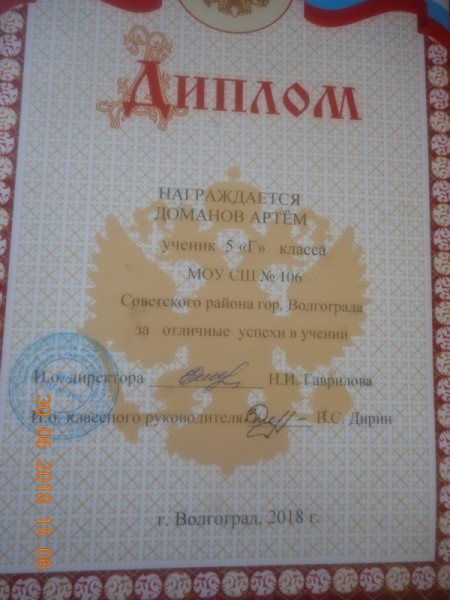 Диплом
НАГРАЖДАЕТСЯ
ДОМАНОВ АРТЁМ
ученик 5 «Г» класса
МОУ СШ № 106
Советского района гор, Волгограда
за отличные успехи в учении
И.о. директора Н.И. Гаврилова
И.о. классного руководителя В.С. Дирин
г. Волгоград, 2018 г.
30 05 2018 15 06